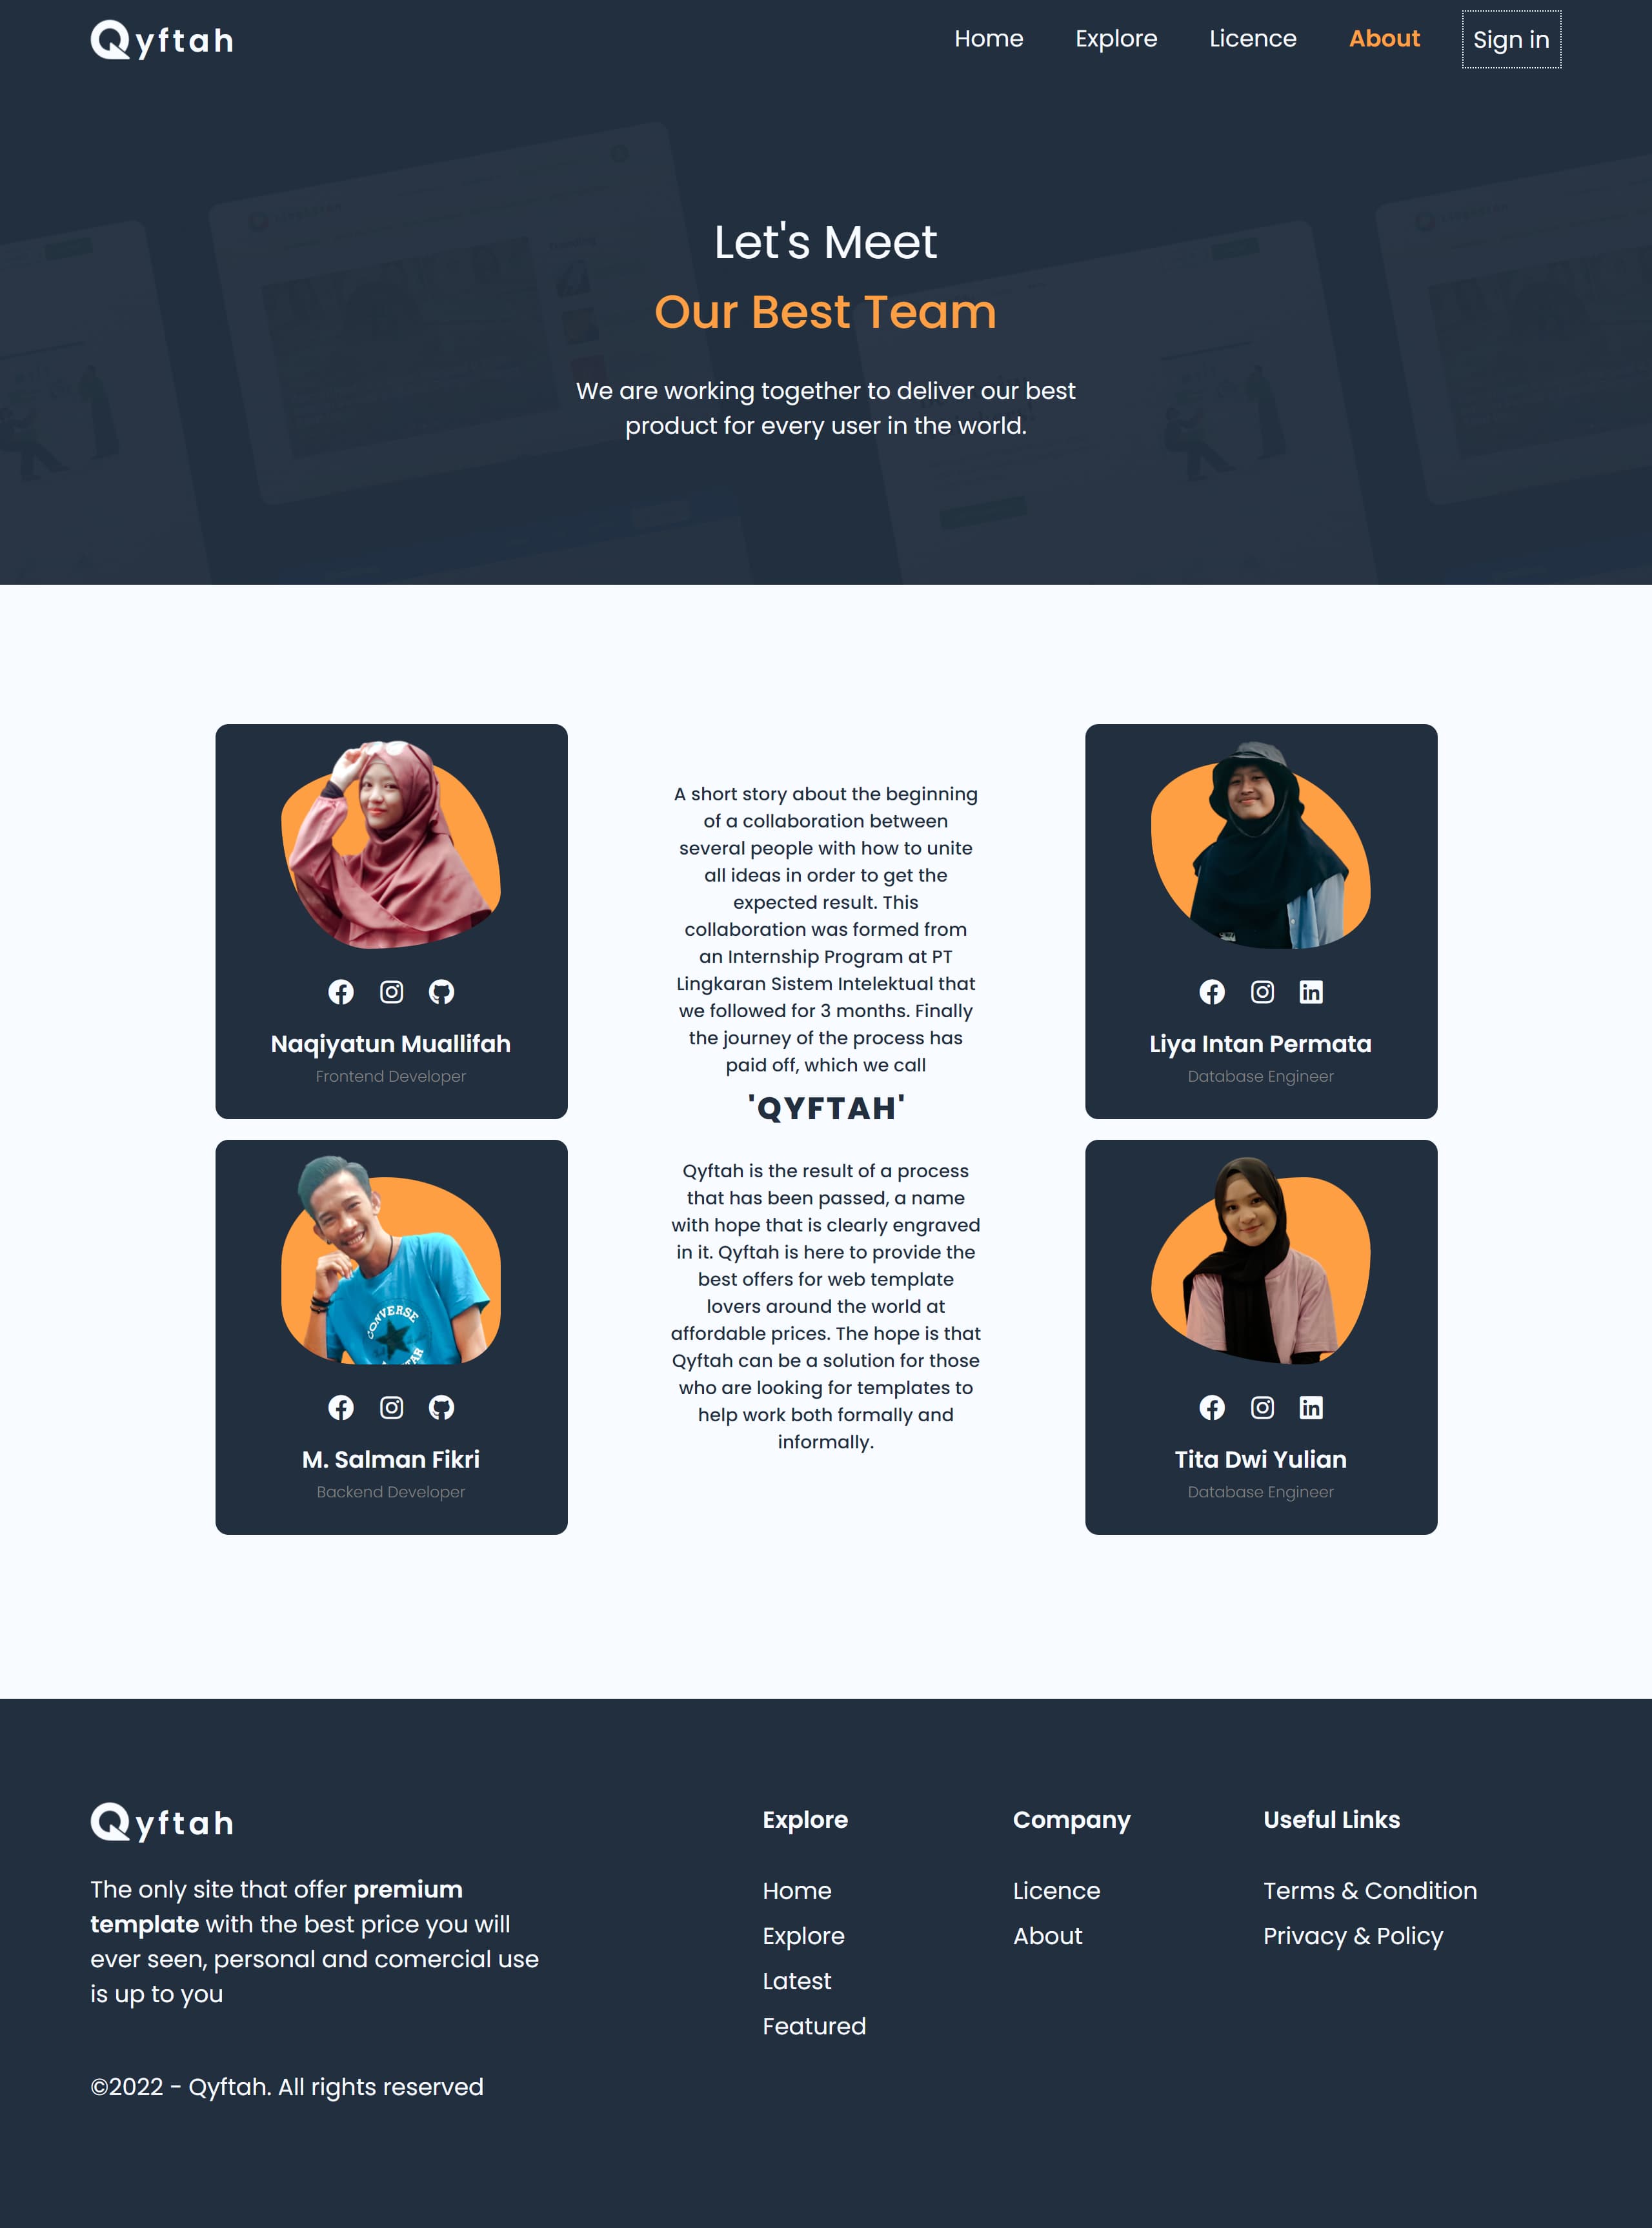 Qyftah
Home
Explore
Licence
About
Sign in
Let's Meet
Our Best Team
We are working together to deliver our best
product for every user in the world.
Naqiyatun Muallifah
Frontend Developer
M. Salman Fikri
Backend Developer
A short story about the beginning
of a collaboration between
several people with how to unite
all ideas in order to get the
expected result. This
collaboration was formed from
an Internship Program at PT
Lingkaran Sistem Intelektual that
we followed for 3 months. Finally
the journey of the process has
paid off, which we call
'QYFTAH'
Qyftah is the result of a process
that has been passed, a name
with hope that is clearly engraved
in it. Qyftah is here to provide the
best offers for web template
lovers around the world at
affordable prices. The hope is that
Qyftah can be a solution for those
who are looking for templates to
help work both formally and
informally.
Liya Intan Permata
Database Engineer
Tita Dwi Yulian
Database Engineer
CONVERSE
Qyftah
The only site that offer premium
template with the best price you will
ever seen, personal and comercial use
is up to you
©2022 - Qyftah. All rights reserved
Explore
Home
Explore
Latest
Featured
Company
Licence
About
Useful Links
Terms & Condition
Privacy & Policy